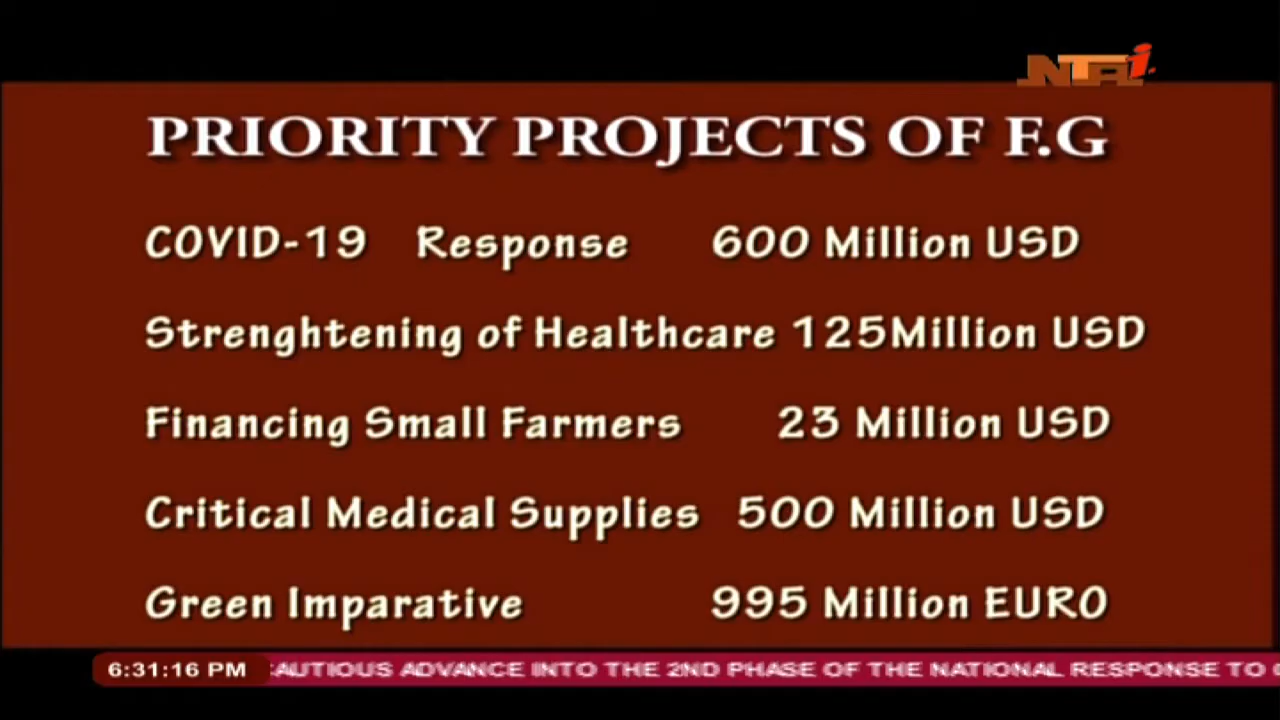 NTAi.
PRIORITY PROJECTS OF F.G
COVID-19 Response 600 Million USD
Strenghtening of Healthcare 125Million USD
Financing Small Farmers 23 Million USD
Critical Medical Supplies 500 Million USD
Green Imparative 995 Million EURO
6:31:16 PM CAUTIOUS ADVANCE INTO THE 2ND PHASE OF THE NATIONAL RESPONSE TO